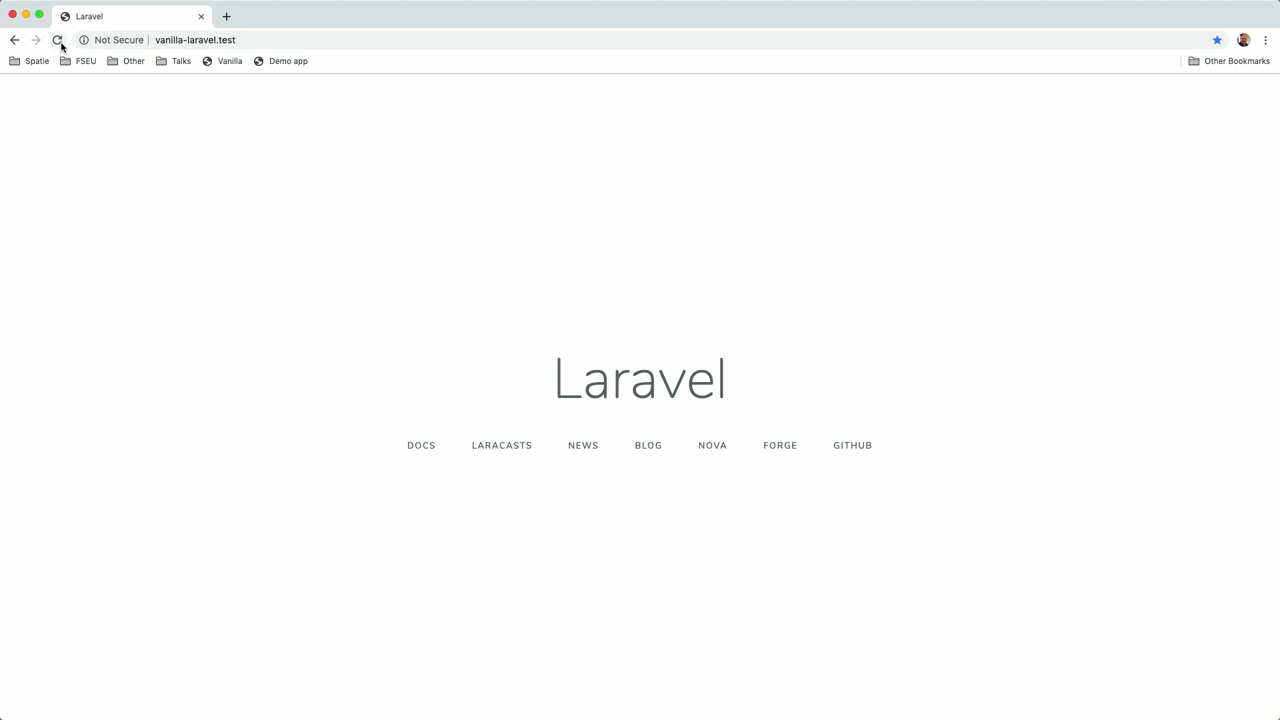 Laravel
Not Secure vanilla-laravel.test
Spatie FSEU Other Talks Vanilla Demo app Other Bookmarks
Laravel
DOCS LARACASTS NEWS BLOG NOVA FORGE GITHUB